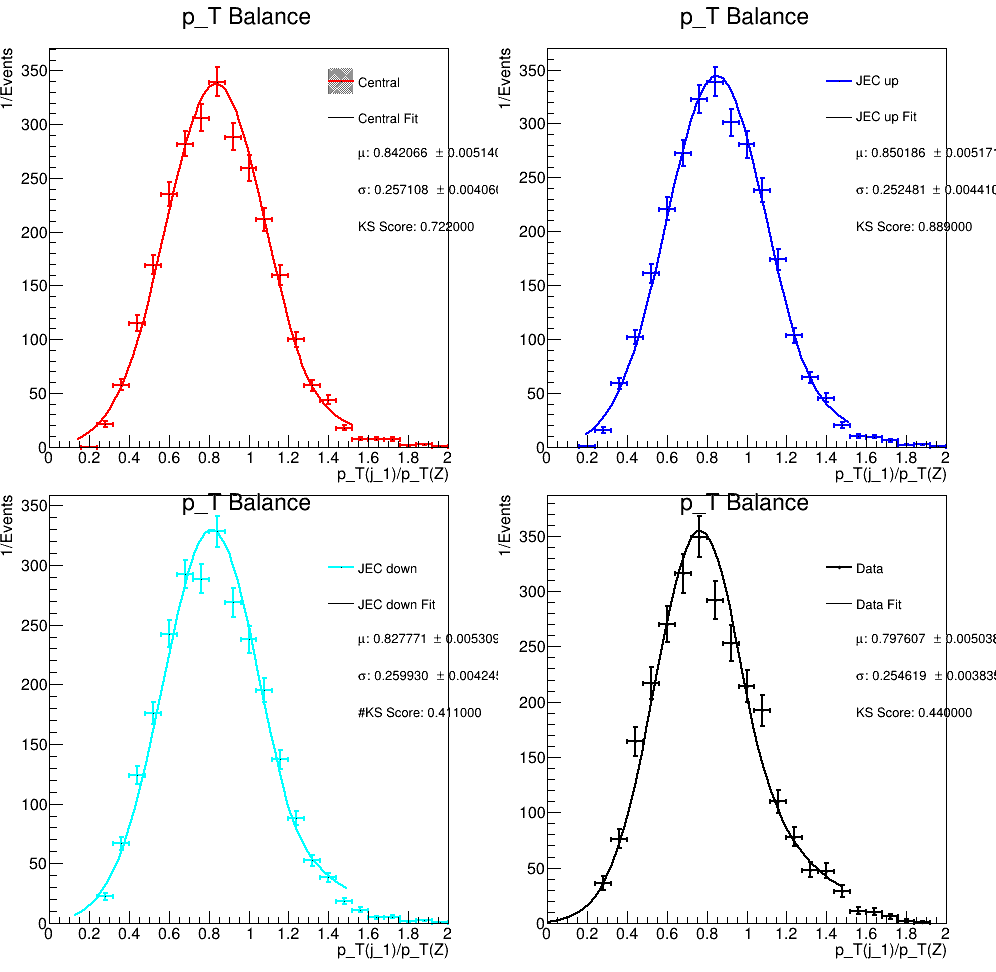 p_T Balance
1/Events
350
300
250
200
150
100
50
0
0.2 0.4 0.6 0.8 1 1.2 1.4 1.6 1.8 2
p_T(j_1)/p_T(Z)
Central
Central Fit
μ: 0.842066 ± 0.005140
σ: 0.257108 ± 0.004060
KS Score: 0.722000
p_T Balance
1/Events
350
300
250
200
150
100
50
0
0 0.2 0.4 0.6 0.8 1 1.2 1.4 1.6 1.8 2
p_T(j_1)/p_T(Z)
JEC up
JEC up Fit
μ: 0.850186 ± 0.005171
σ: 0.252481 ± 0.004410
KS Score: 0.889000
p_T Balance
1/Events
350
300
250
200
150
100
50
0
0 0.2 0.4 0.6 0.8 1 1.2 1.4 1.6 1.8 2
p_T(j_1)/p_T(Z)
JEC down
JEC down Fit
μ: 0.827771 ± 0.005309
σ: 0.259930 ± 0.004245
#KS Score: 0.411000
p_T Balance
1/Events
350
300
250
200
150
100
50
0
0 0.2 0.4 0.6 0.8 1 1.2 1.4 1.6 1.8 2
p_T(j_1)/p_T(Z)
Data
Data Fit
μ: 0.797607 ± 0.005038
σ: 0.254619 ± 0.003835
KS Score: 0.440000